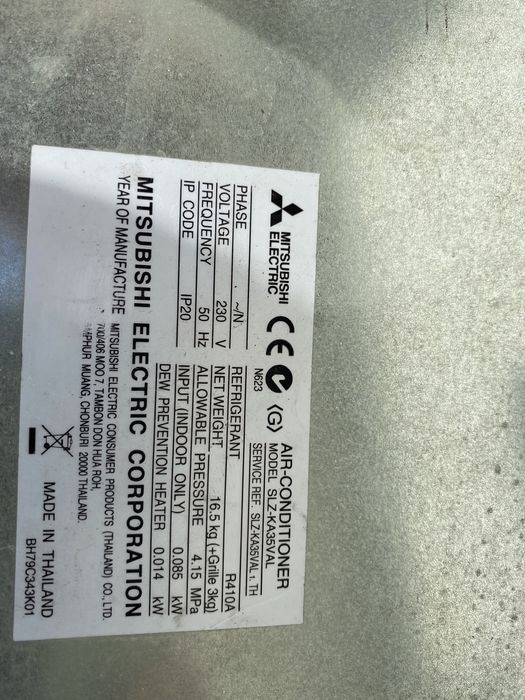 MITSUBISHI
ELECTRIC
CE
N623
⟨G⟩
AIR-CONDITIONER
MODEL SLZ-KA35VAL
SERVICE REF. SLZ-KA35VAL1. TH
PHASE ~/N
VOLTAGE 230 V
FREQUENCY 50 Hz
IP CODE IP20
REFRIGERANT R410A
NET WEIGHT 16.5 kg (+Grille 3kg)
ALLOWABLE PRESSURE 4.15 MPa
INPUT (INDOOR ONLY) 0.085 kW
DEW PREVENTION HEATER 0.014 kW
MITSUBISHI ELECTRIC CORPORATION
YEAR OF MANUFACTURE
MITSUBISHI ELECTRIC CONSUMER PRODUCTS (THAILAND) CO., LTD.
700/406 MOO 7, TAMBON DON HUA ROH,
AMPHUR MUANG, CHONBURI 20000 THAILAND.
MADE IN THAILAND
BH79C343K01